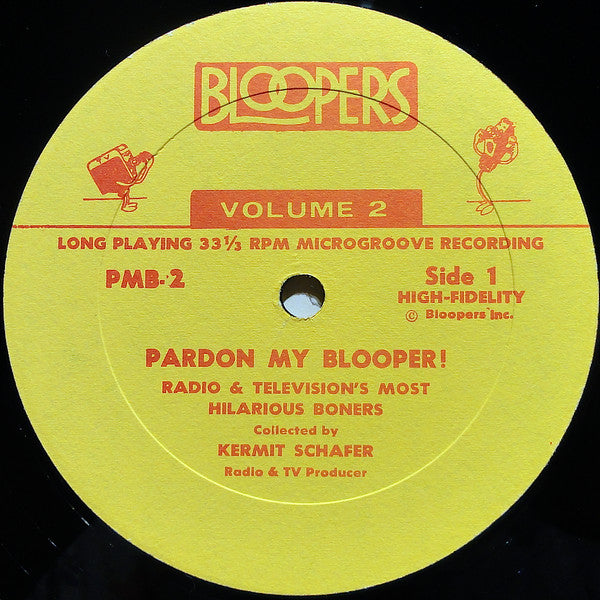 BLOOPERS
TV
VOLUME 2
LONG PLAYING 33⅓ RPM MICROGROOVE RECORDING
PMB-2
Side 1
HIGH-FIDELITY
© Bloopers Inc.
PARDON MY BLOOPER!
RADIO & TELEVISION'S MOST
HILARIOUS BONERS
Collected by
KERMIT SCHAFER
Radio & TV Producer